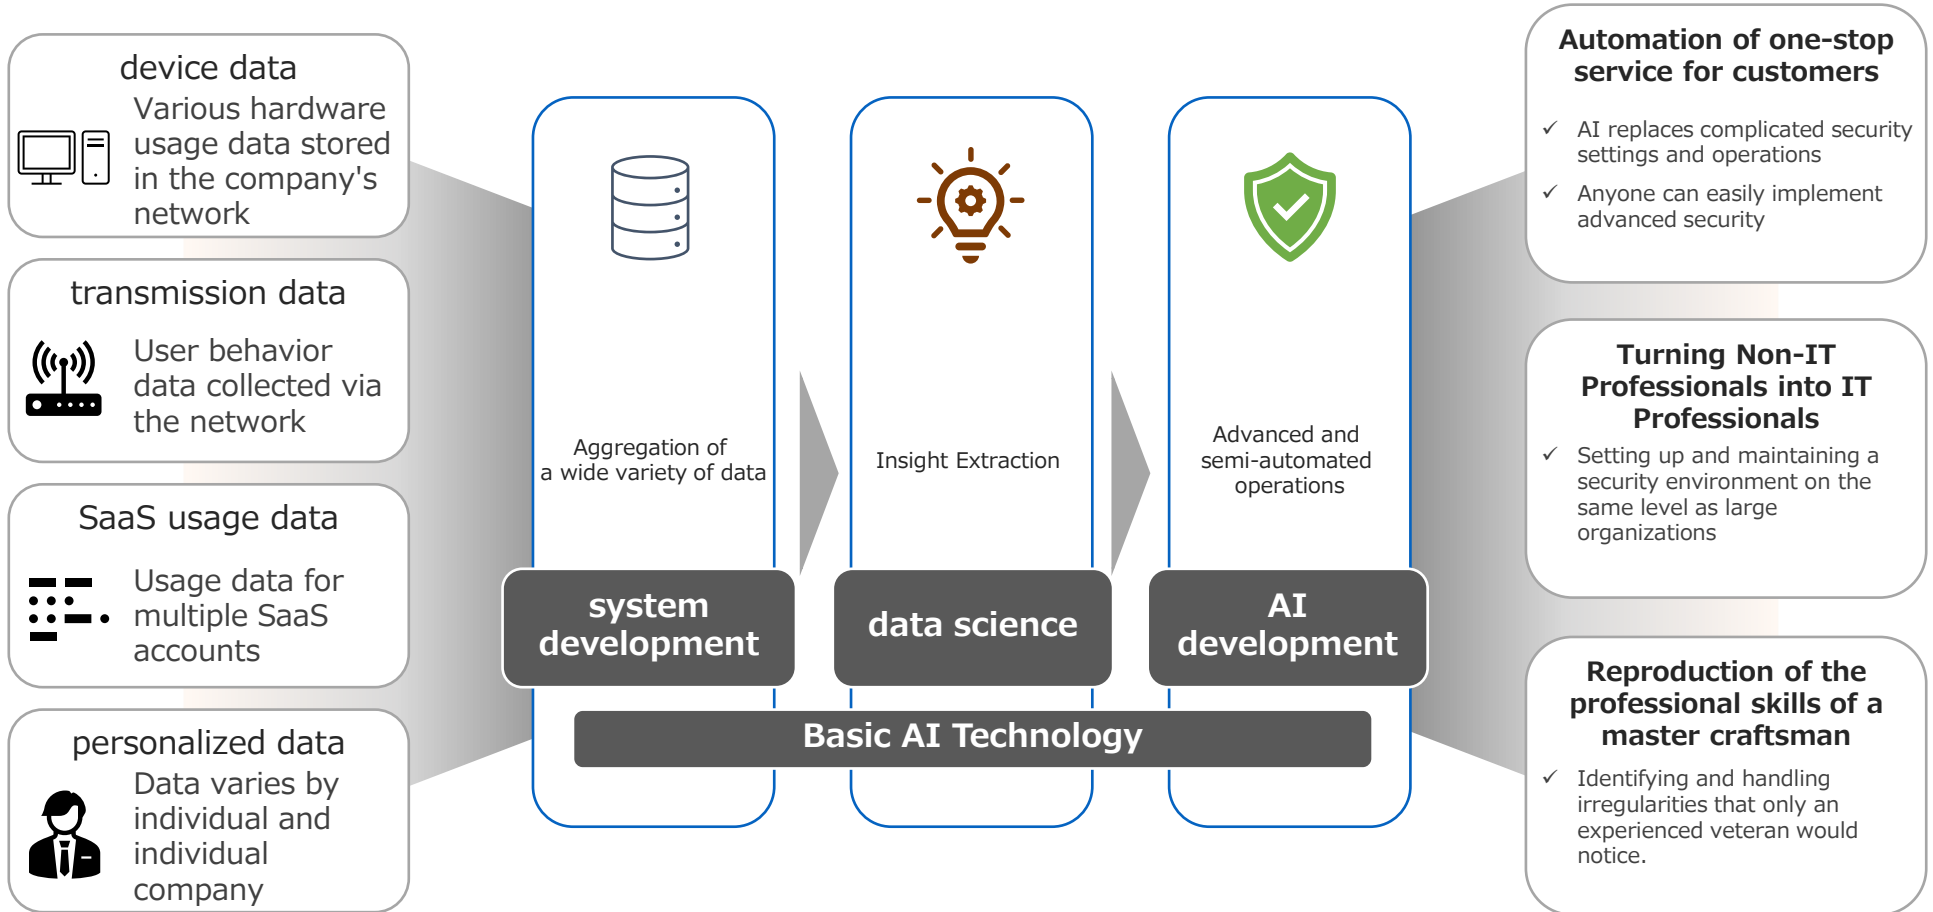 device data
Various hardware
usage data stored
in the company's
network
transmission data
User behavior
data collected via
the network
SaaS usage data
Usage data for
multiple SaaS
accounts
personalized data
Data varies by
individual and
individual
company
Aggregation of
a wide variety of data
system
development
Insight Extraction
data science
Advanced and
semi-automated
operations
AI
development
Basic AI Technology
Automation of one-stop
service for customers
✓ AI replaces complicated security
settings and operations
✓ Anyone can easily implement
advanced security
Turning Non-IT
Professionals into IT
Professionals
✓ Setting up and maintaining a
security environment on the
same level as large
organizations
Reproduction of the
professional skills of a
master craftsman
✓ Identifying and handling
irregularities that only an
experienced veteran would
notice.